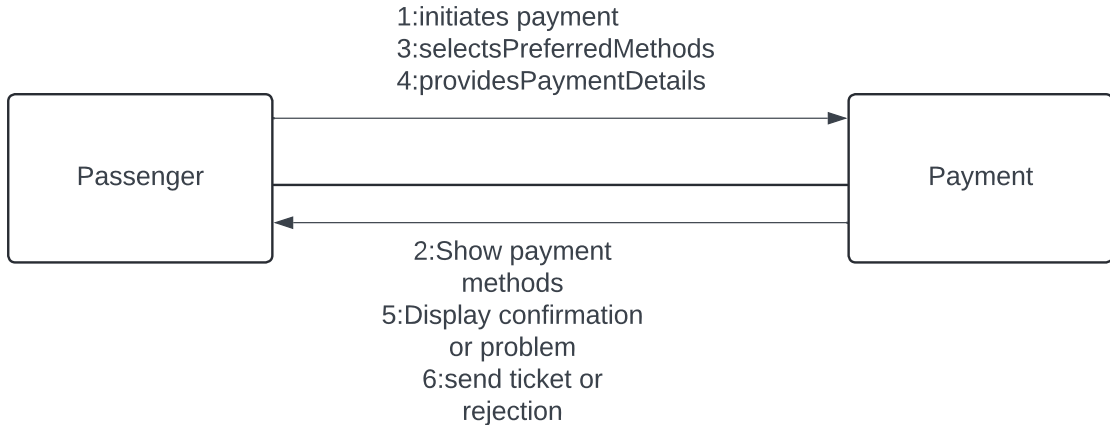 1:initiates payment
3:selectsPreferredMethods
4:providesPaymentDetails
Passenger
Payment
2:Show payment
methods
5:Display confirmation
or problem
6:send ticket or
rejection